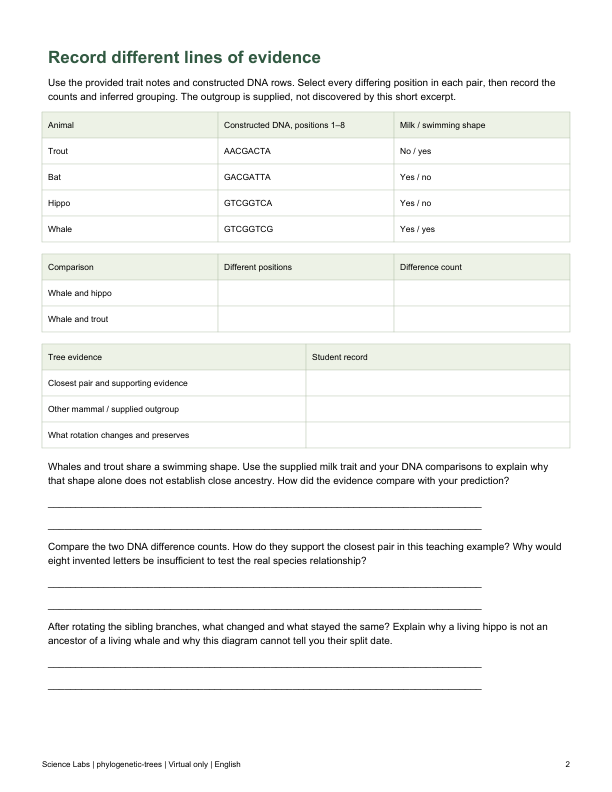 Record different lines of evidence
Use the provided trait notes and constructed DNA rows. Select every differing position in each pair, then record the
counts and inferred grouping. The outgroup is supplied, not discovered by this short excerpt.
Animal Constructed DNA, positions 1–8 Milk / swimming shape
Trout AACGACTA No / yes
Bat GACGATTA Yes / no
Hippo GTCGGTCA Yes / no
Whale GTCGGTCG Yes / yes
Comparison Different positions Difference count
Whale and hippo
Whale and trout
Tree evidence Student record
Closest pair and supporting evidence
Other mammal / supplied outgroup
What rotation changes and preserves
Whales and trout share a swimming shape. Use the supplied milk trait and your DNA comparisons to explain why
that shape alone does not establish close ancestry. How did the evidence compare with your prediction?
Compare the two DNA difference counts. How do they support the closest pair in this teaching example? Why would
eight invented letters be insufficient to test the real species relationship?
After rotating the sibling branches, what changed and what stayed the same? Explain why a living hippo is not an
ancestor of a living whale and why this diagram cannot tell you their split date.
Science Labs | phylogenetic-trees | Virtual only | English 2